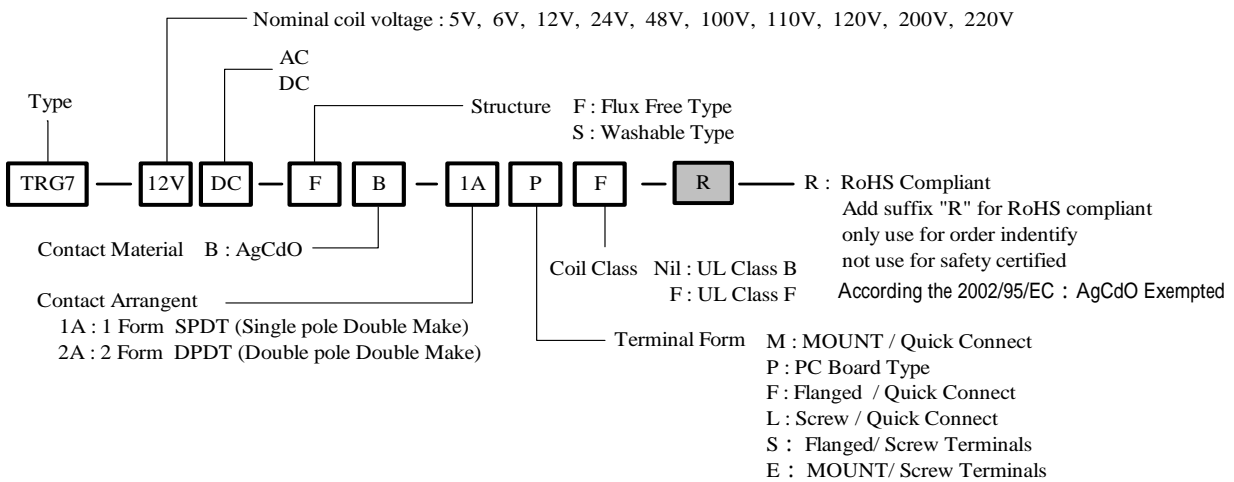 Nominal coil voltage : 5V, 6V, 12V, 24V, 48V, 100V, 110V, 120V, 200V, 220V
AC
DC
Type
Structure F : Flux Free Type
S : Washable Type
TRG7 — 12V DC — F B — 1A P F — R
R : RoHS Compliant
Add suffix "R" for RoHS compliant
only use for order indentify
not use for safety certified
According the 2002/95/EC : AgCdO Exempted
Contact Material B : AgCdO
Coil Class Nil : UL Class B
F : UL Class F
Contact Arrangent
1A : 1 Form SPDT (Single pole Double Make)
2A : 2 Form DPDT (Double pole Double Make)
Terminal Form M : MOUNT / Quick Connect
P : PC Board Type
F : Flanged / Quick Connect
L : Screw / Quick Connect
S : Flanged/ Screw Terminals
E : MOUNT/ Screw Terminals